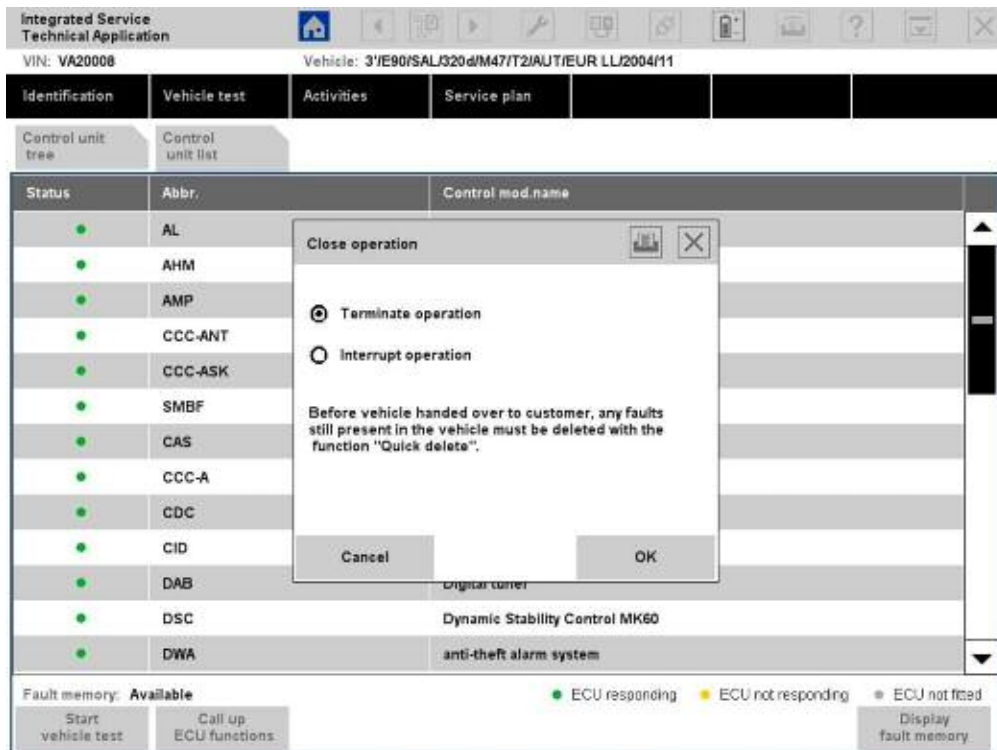 Integrated Service
Technical Application
VIN: VA20008 Vehicle: 3'/E90/SAL/320d/M47/T2/AUT/EUR LL/2004/11
Identification Vehicle test Activities Service plan
Control unit
tree
Control
unit list
Status Abbr. Control mod.name
AL
AHM
AMP
CCC-ANT
CCC-ASK
SMBF
CAS
CCC-A
CDC
CID
DAB Digital tuner
DSC Dynamic Stability Control MK60
DWA anti-theft alarm system
Close operation
Terminate operation
Interrupt operation
Before vehicle handed over to customer, any faults
still present in the vehicle must be deleted with the
function "Quick delete".
Cancel OK
Fault memory: Available ECU responding ECU not responding ECU not fitted
Start
vehicle test
Call up
ECU functions
Display
fault memory